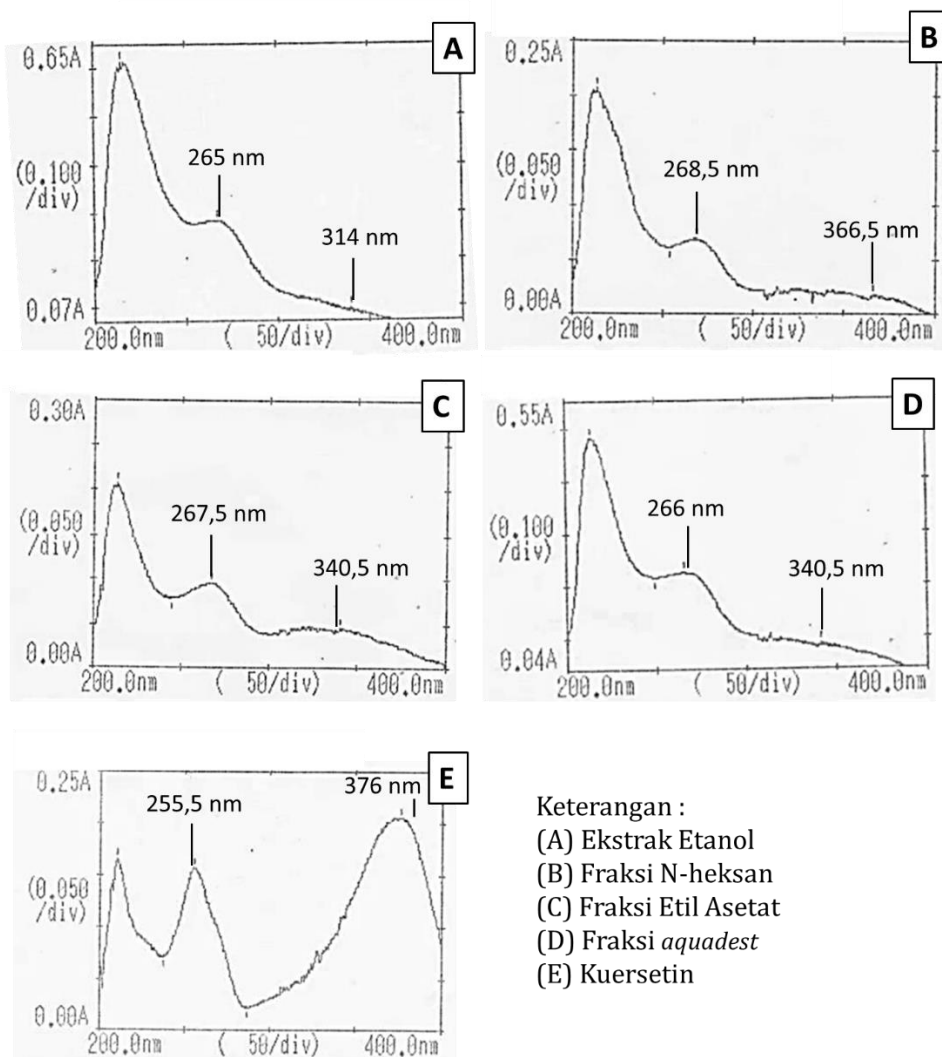 A
0.65A
(0.100
/div)
265 nm
314 nm
0.07A
200.0nm ( 50/div) 400.0nm
B
0.25A
(0.050
/div)
268,5 nm
366,5 nm
0.00A
200.0nm ( 50/div) 400.0nm
C
0.30A
(0.050
/div)
267,5 nm
340,5 nm
0.00A
200.0nm ( 50/div) 400.0nm
D
0.55A
(0.100
/div)
266 nm
340,5 nm
0.04A
200.0nm ( 50/div) 400.0nm
E
0.25A
(0.050
/div)
255,5 nm
376 nm
0.00A
200.0nm ( 50/div) 400.0nm
Keterangan :
(A) Ekstrak Etanol
(B) Fraksi N-heksan
(C) Fraksi Etil Asetat
(D) Fraksi aquadest
(E) Kuersetin